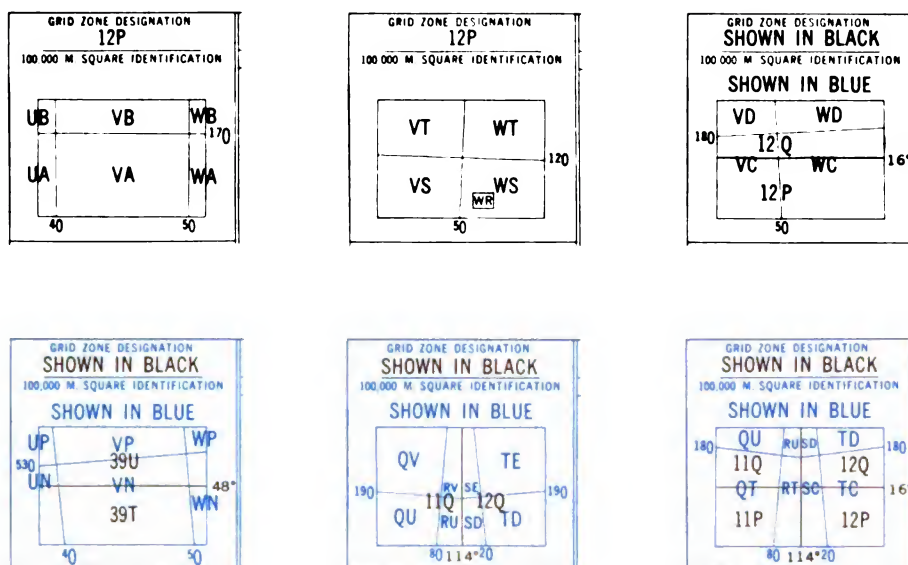 GRID ZONE DESIGNATION
12P
100 000 M SQUARE IDENTIFICATION
UB VB WB
170
UA VA WA
40 50
GRID ZONE DESIGNATION
12P
100 000 M SQUARE IDENTIFICATION
VT WT
120
VS WS
WR
50
GRID ZONE DESIGNATION
SHOWN IN BLACK
100 000 M SQUARE IDENTIFICATION
SHOWN IN BLUE
VD WD
180
12 Q
16°
VC WC
12 P
50
GRID ZONE DESIGNATION
SHOWN IN BLACK
100,000 M. SQUARE IDENTIFICATION
SHOWN IN BLUE
UP VP WP
530 39U
UN VN 48°
WN
39T
40 50
GRID ZONE DESIGNATION
SHOWN IN BLACK
100,000 M. SQUARE IDENTIFICATION
SHOWN IN BLUE
QV TE
190 RV SE 190
11Q 12Q
QU RU SD TD
80 114° 20
GRID ZONE DESIGNATION
SHOWN IN BLACK
100,000 M. SQUARE IDENTIFICATION
SHOWN IN BLUE
180 QU RU SD TD 180
11Q 12Q
QT RT SC TC 16°
11P 12P
80 114° 20